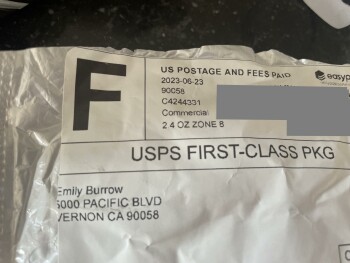 F
US POSTAGE AND FEES PAID
2023-06-23
90058
C4244331
Commercial
2.4 OZ ZONE 8
easyp
USPS FIRST-CLASS PKG
Emily Burrow
5000 PACIFIC BLVD
VERNON CA 90058